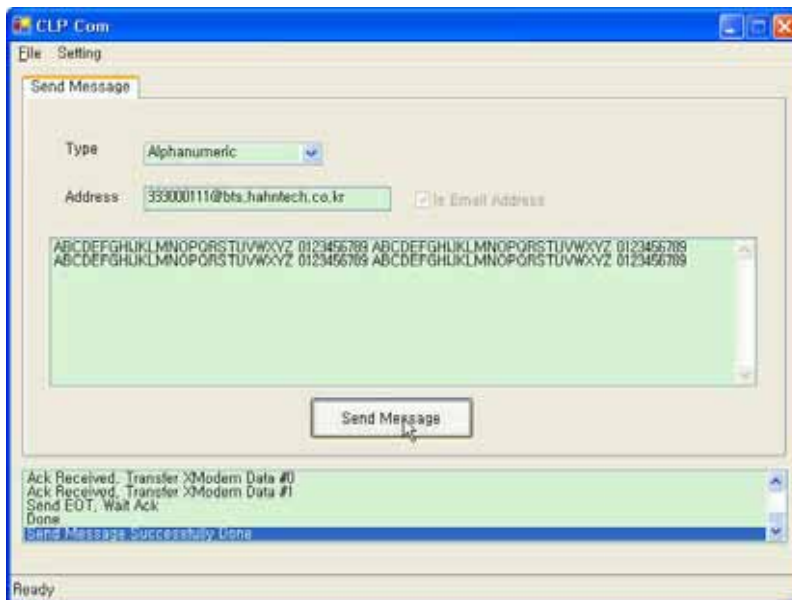 CLP Com
File Setting
Send Message
Type Alphanumeric
Address 333000111@bts.hahntech.co.kr Is Email Address
ABCDEFGHIJKLMNOPQRSTUVWXYZ 0123456789 ABCDEFGHIJKLMNOPQRSTUVWXYZ 0123456789
ABCDEFGHIJKLMNOPQRSTUVWXYZ 0123456789 ABCDEFGHIJKLMNOPQRSTUVWXYZ 0123456789
Send Message
Ack Received, Transfer XModem Data #0
Ack Received, Transfer XModem Data #1
Send EOT, Wait Ack
Done
Send Message Successfully Done
Ready